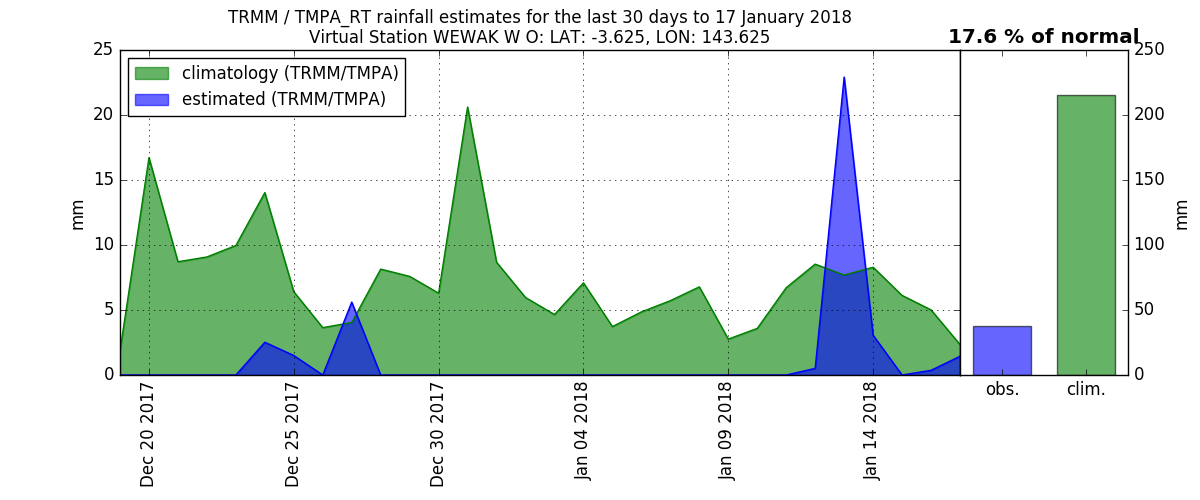 TRMM / TMPA_RT rainfall estimates for the last 30 days to 17 January 2018
Virtual Station WEWAK W O: LAT: -3.625, LON: 143.625
17.6 % of normal
climatology (TRMM/TMPA)
estimated (TRMM/TMPA)
25
20
15
10
5
0
mm
Dec 20 2017
Dec 25 2017
Dec 30 2017
Jan 04 2018
Jan 09 2018
Jan 14 2018
250
200
150
100
50
0
mm
obs.
clim.